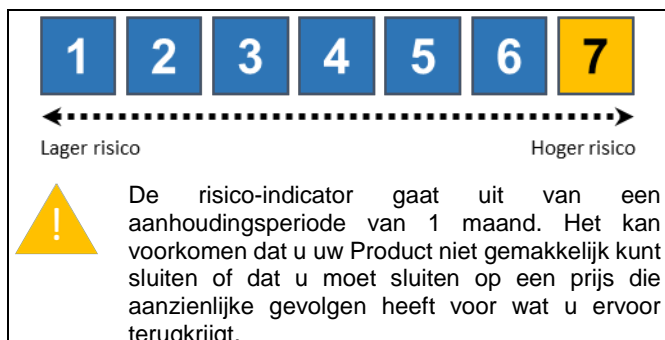 1 2 3 4 5 6 7
Lager risico Hoger risico
!
De risico-indicator gaat uit van een
aanhoudingsperiode van 1 maand. Het kan
voorkomen dat u uw Product niet gemakkelijk kunt
sluiten of dat u moet sluiten op een prijs die
aanzienlijke gevolgen heeft voor wat u ervoor
terugkrijgt.